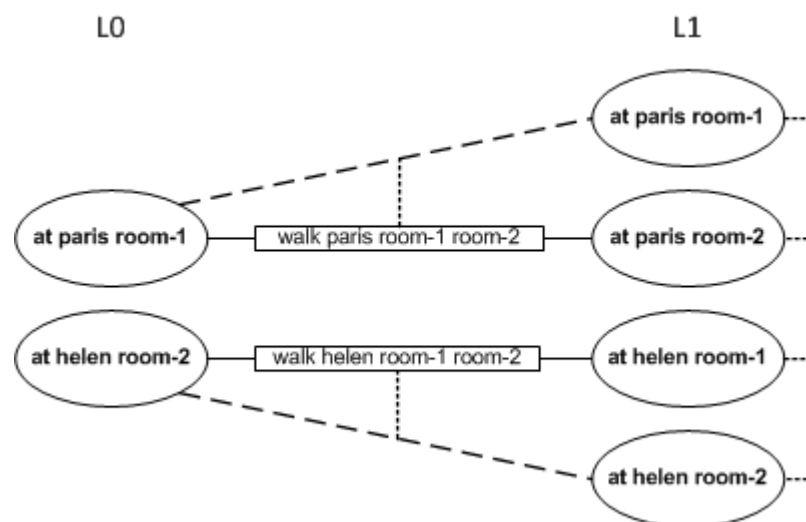 L0 L1
at paris room-1
at paris room-1 walk paris room-1 room-2 at paris room-2
at helen room-2 walk helen room-1 room-2 at helen room-1
at helen room-2